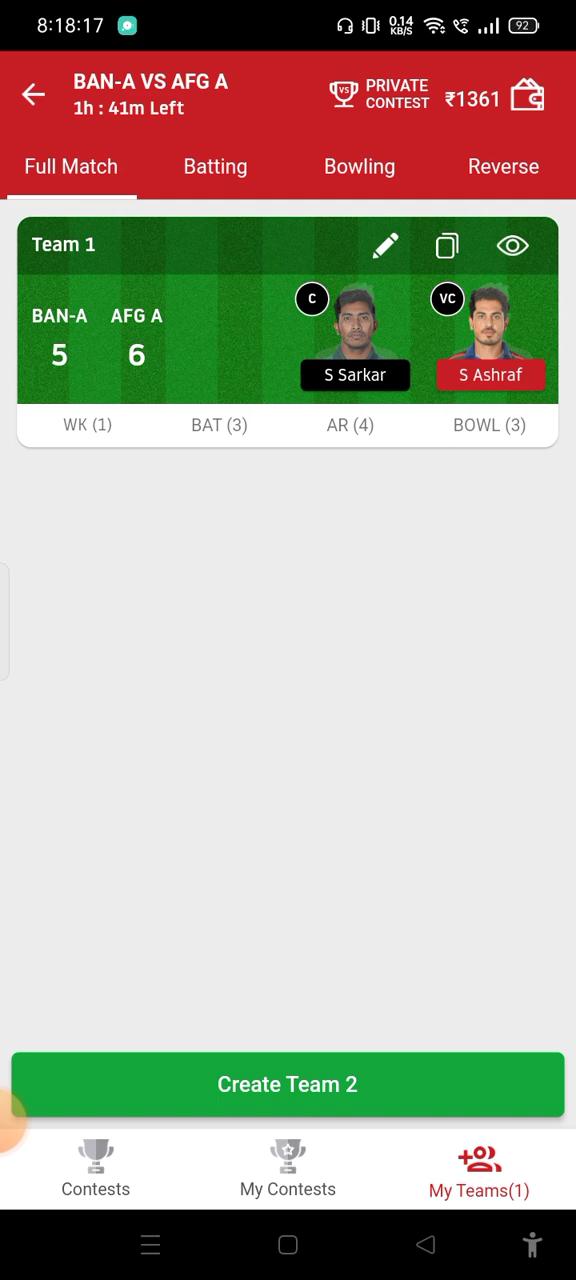 8:18:17
0.14
KB/S
92
BAN-A VS AFG A
1h : 41m Left
VS
PRIVATE
CONTEST
₹1361
Full Match
Batting
Bowling
Reverse
Team 1
BAN-A
AFG A
5
6
C
VC
S Sarkar
S Ashraf
WK (1)
BAT (3)
AR (4)
BOWL (3)
Create Team 2
Contests
My Contests
My Teams(1)